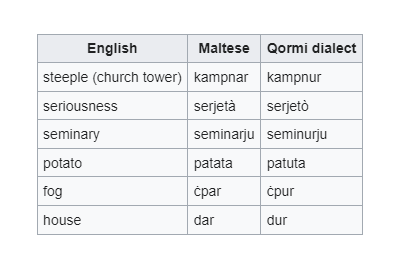 English Maltese Qormi dialect
steeple (church tower) kampnar kampnur
seriousness serjetà serjetò
seminary seminarju seminurju
potato patata patuta
fog ċpar ċpur
house dar dur